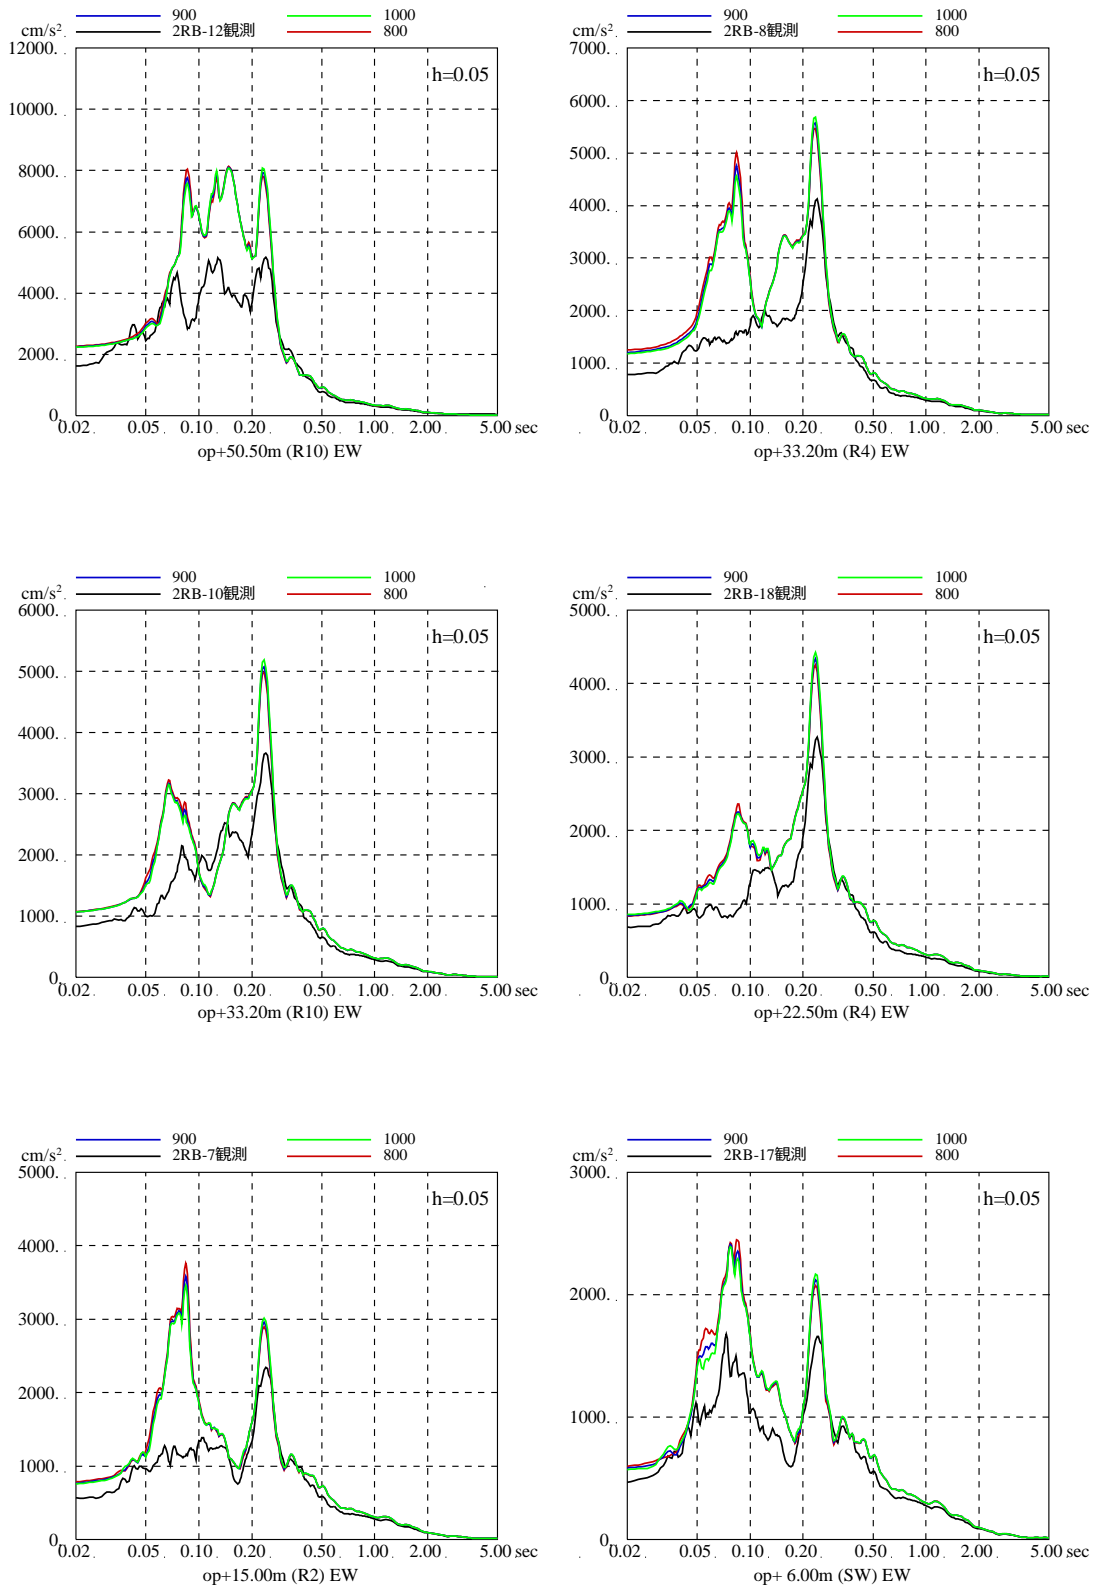 900 1000
cm/s². 2RB-12観測 800
12000.
h=0.05
10000.
8000.
6000.
4000.
2000.
0.
0.02 0.05 0.10 0.20 0.50 1.00 2.00 5.00 sec
op+50.50m (R10) EW
900 1000
cm/s². 2RB-8観測 800
7000.
h=0.05
6000.
5000.
4000.
3000.
2000.
1000.
0.
0.02 0.05 0.10 0.20 0.50 1.00 2.00 5.00 sec
op+33.20m (R4) EW
900 1000
cm/s². 2RB-10観測 800
6000.
h=0.05
5000.
4000.
3000.
2000.
1000.
0.
0.02 0.05 0.10 0.20 0.50 1.00 2.00 5.00 sec
op+33.20m (R10) EW
900 1000
cm/s². 2RB-18観測 800
5000.
h=0.05
4000.
3000.
2000.
1000.
0.
0.02 0.05 0.10 0.20 0.50 1.00 2.00 5.00 sec
op+22.50m (R4) EW
900 1000
cm/s². 2RB-7観測 800
5000.
h=0.05
4000.
3000.
2000.
1000.
0.
0.02 0.05 0.10 0.20 0.50 1.00 2.00 5.00 sec
op+15.00m (R2) EW
900 1000
cm/s². 2RB-17観測 800
3000.
h=0.05
2000.
1000.
0.
0.02 0.05 0.10 0.20 0.50 1.00 2.00 5.00 sec
op+ 6.00m (SW) EW